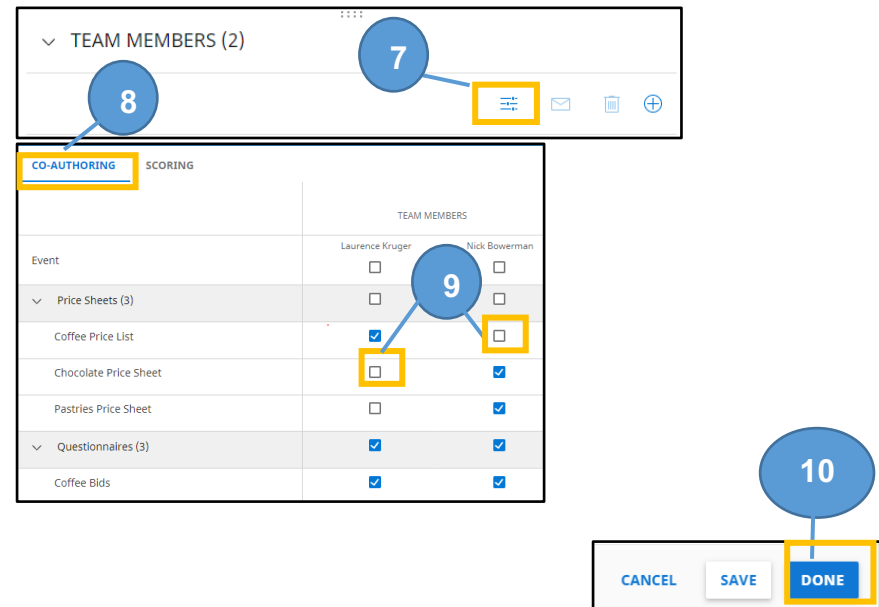 TEAM MEMBERS (2)
7
8
CO-AUTHORING SCORING
TEAM MEMBERS
Laurence Kruger Nick Bowerman
Event
9
Price Sheets (3)
Coffee Price List
Chocolate Price Sheet
Pastries Price Sheet
Questionnaires (3)
Coffee Bids
10
CANCEL SAVE DONE